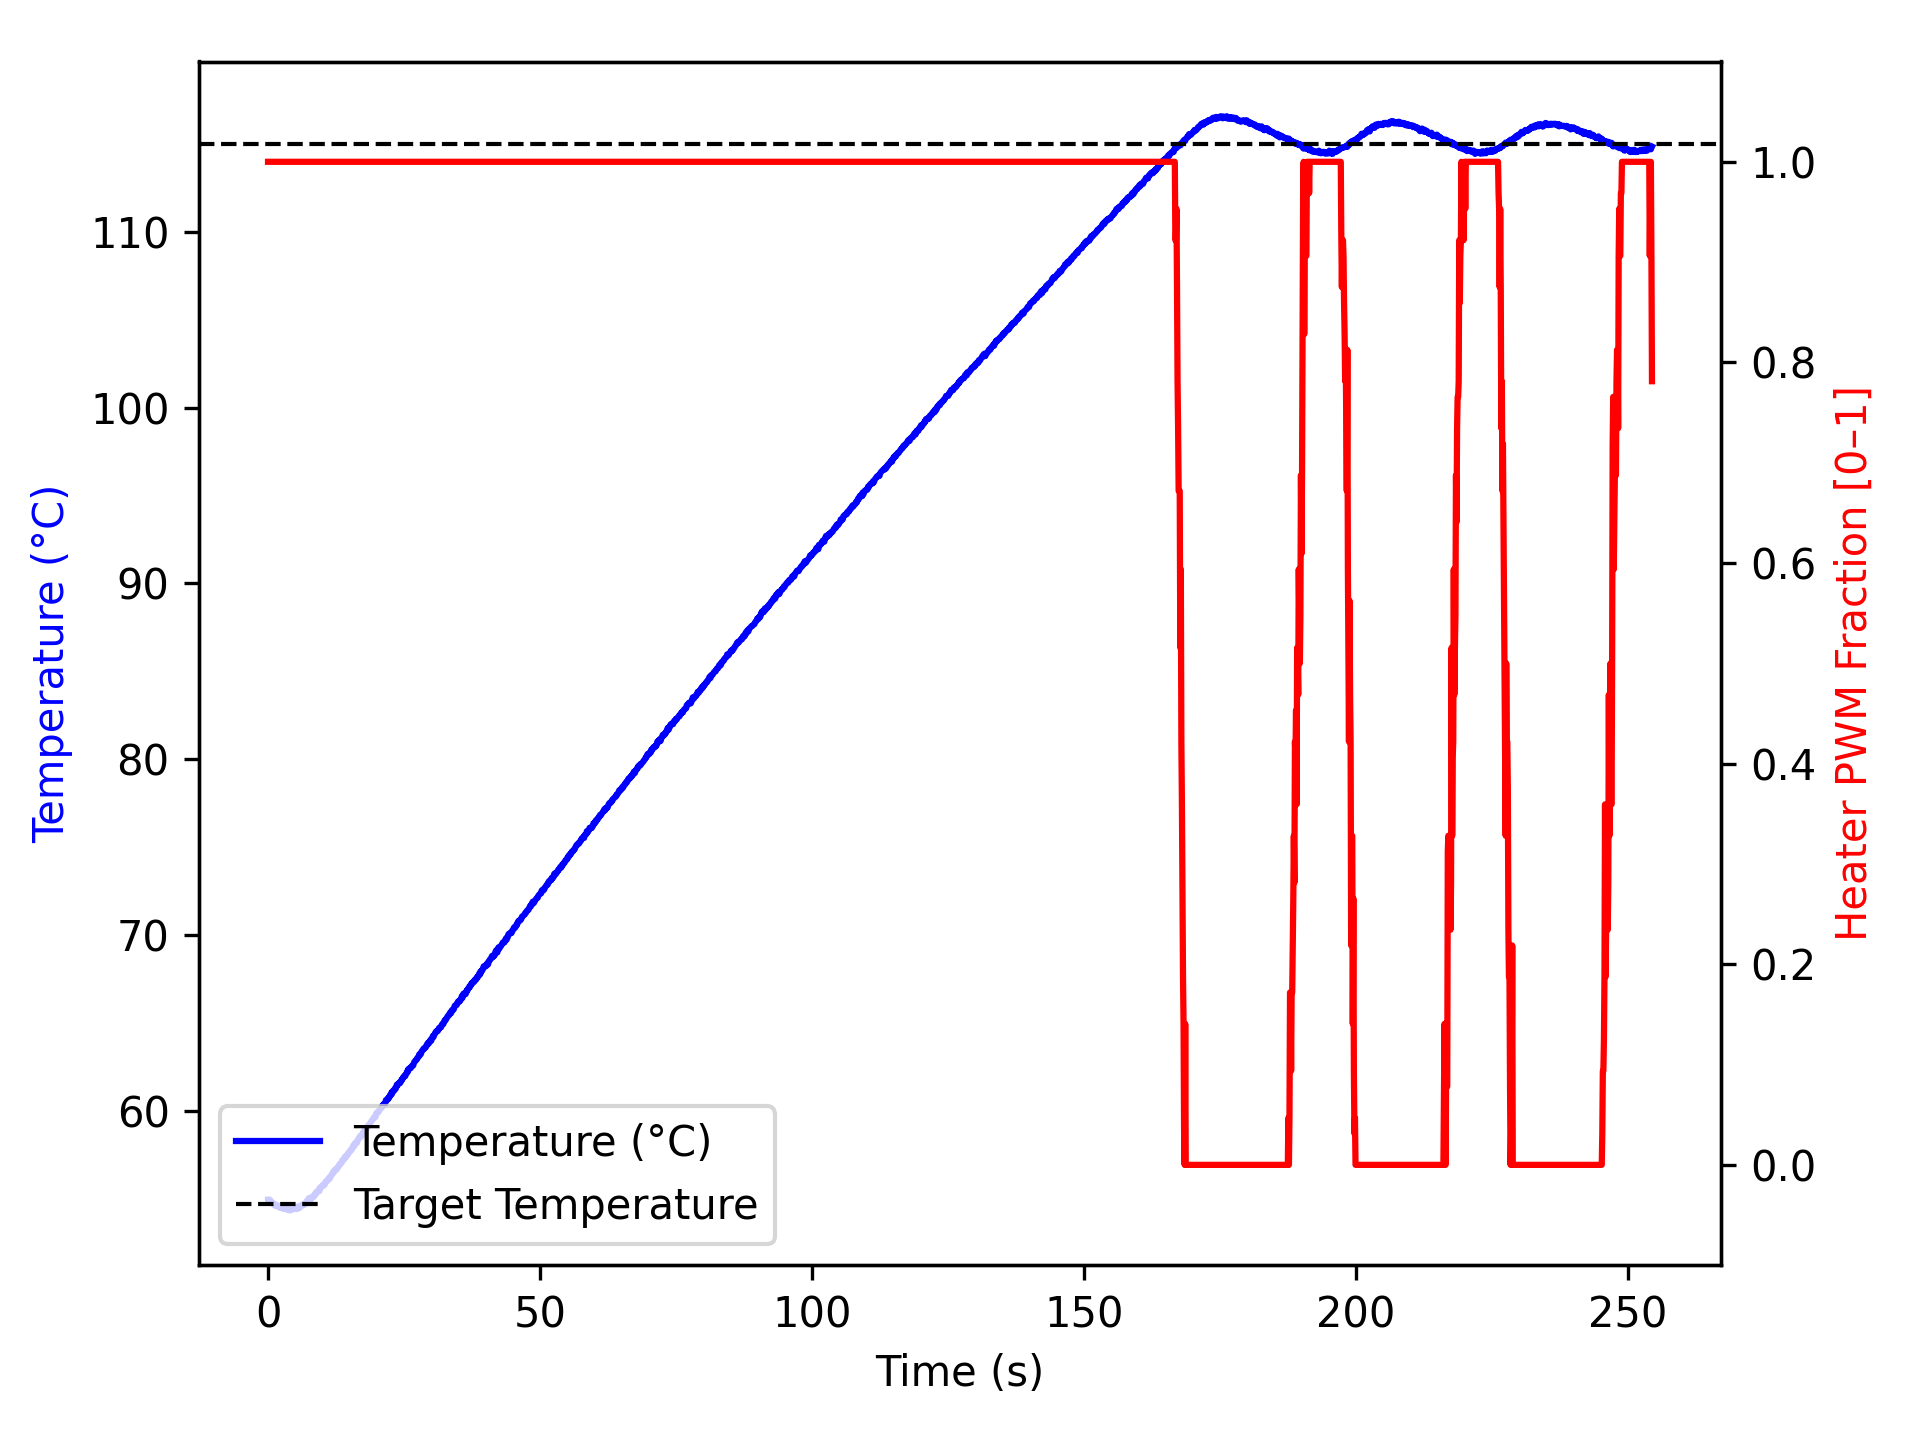 110
100
90
80
70
60
Temperature (°C)
1.0
0.8
0.6
0.4
0.2
0.0
Heater PWM Fraction [0–1]
Temperature (°C)
Target Temperature
0 50 100 150 200 250
Time (s)